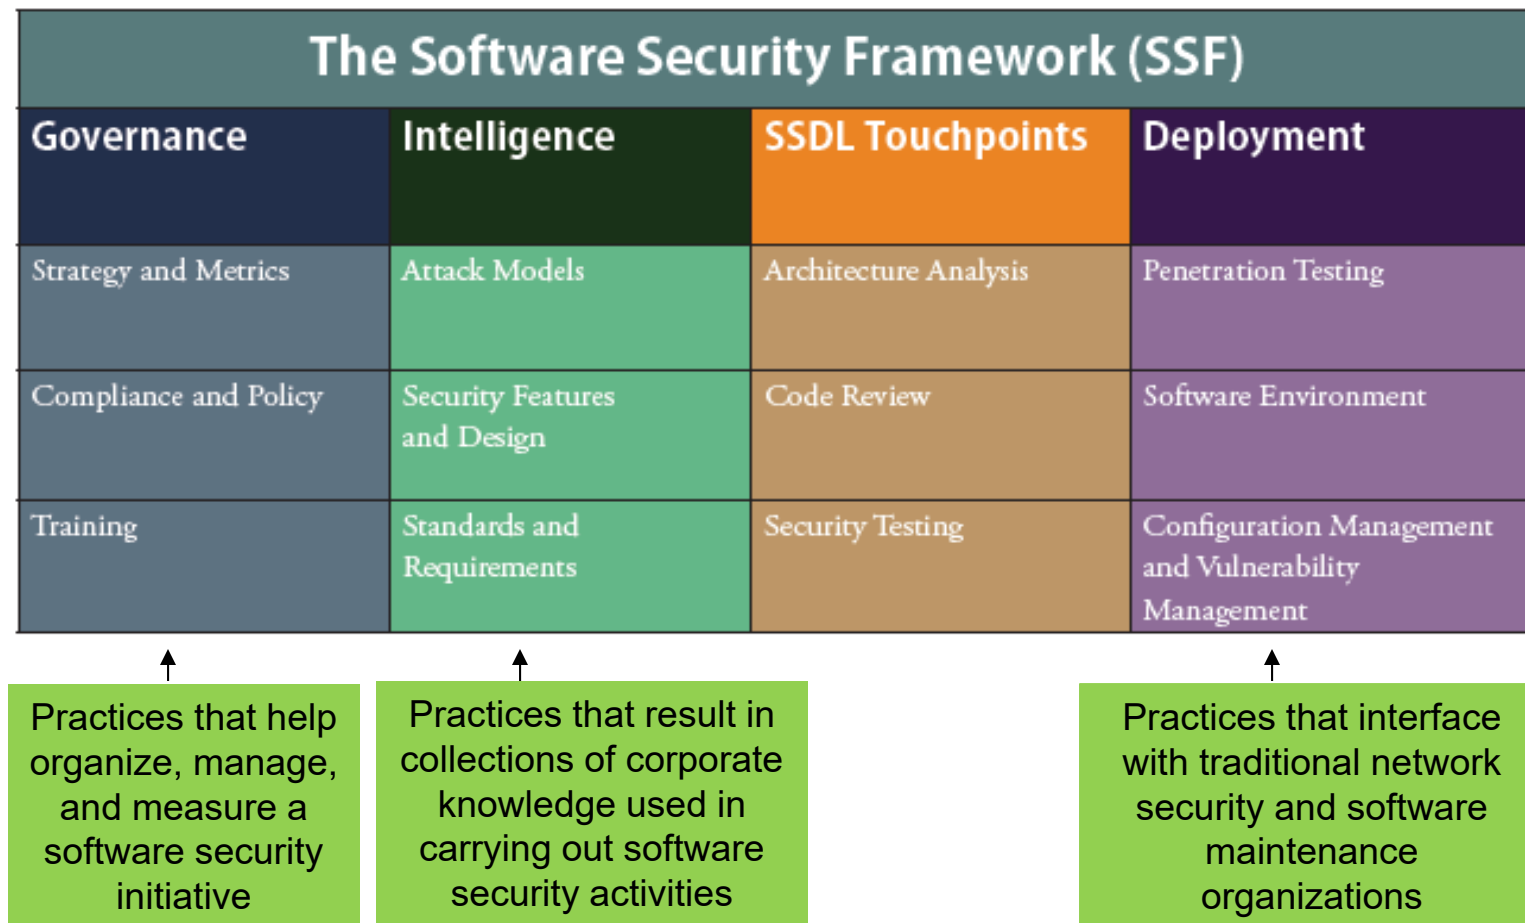 The Software Security Framework (SSF)
Governance
Intelligence
SSDL Touchpoints
Deployment
Strategy and Metrics
Attack Models
Architecture Analysis
Penetration Testing
Compliance and Policy
Security Features
and Design
Code Review
Software Environment
Training
Standards and
Requirements
Security Testing
Configuration Management
and Vulnerability
Management
Practices that help
organize, manage,
and measure a
software security
initiative
Practices that result in
collections of corporate
knowledge used in
carrying out software
security activities
Practices that interface
with traditional network
security and software
maintenance
organizations